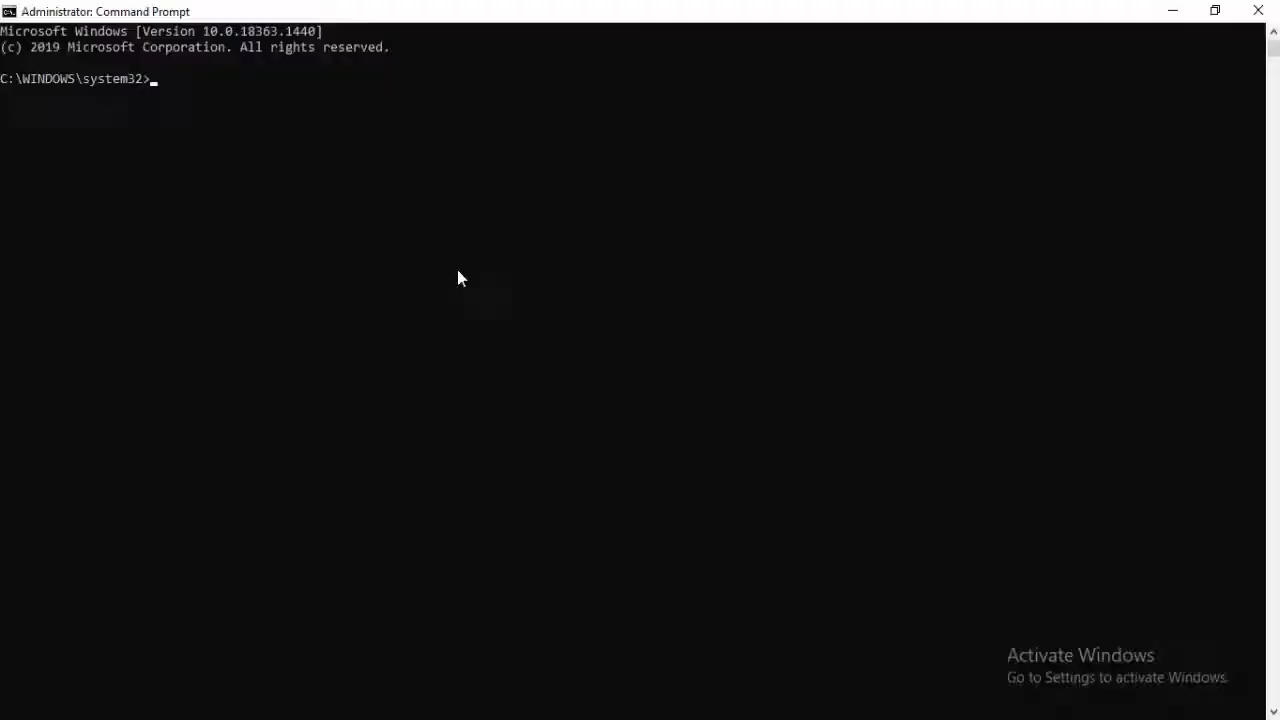 Administrator: Command Prompt
Microsoft Windows [Version 10.0.18363.1440]
(c) 2019 Microsoft Corporation. All rights reserved.
C:\WINDOWS\system32>
Activate Windows
Go to Settings to activate Windows.